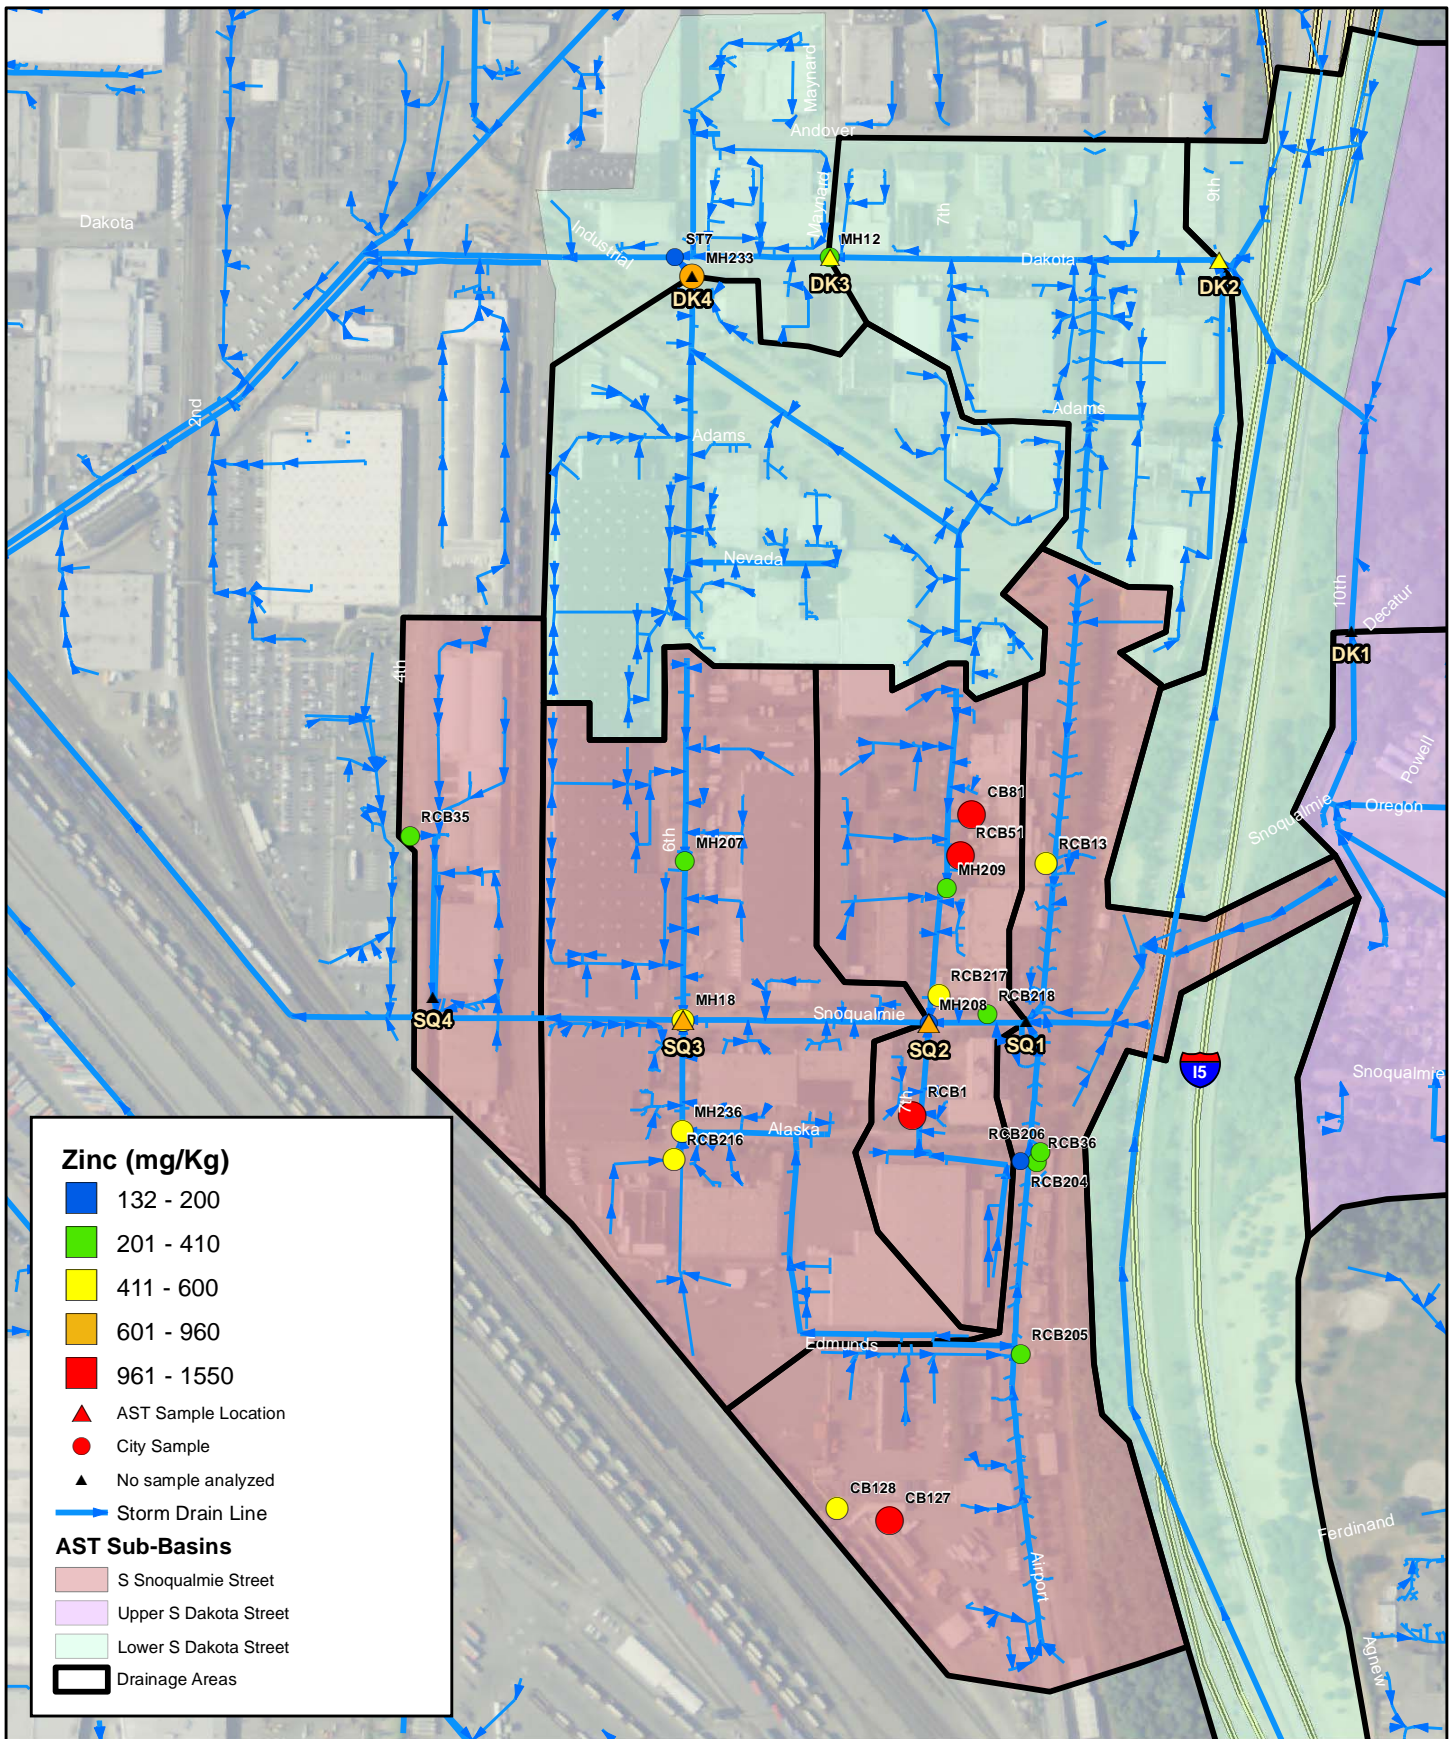 Maynard
Andover
Maynard
7th
9th
Dakota
Industrial
ST7
MH12
MH233
Dakota
DK4
DK3
DK2
2nd
Adams
Adams
Nevada
10th
Decatur
DK1
4th
Powell
Snoqualmie
Oregon
CB81
RCB35
RCB51
RCB13
6th
MH207
MH209
RCB217
MH18
MH208
RCB218
Snoqualmie
SQ4
SQ3
SQ2
SQ1
I5
Snoqualmie
RCB1
7th
MH236
Alaska
RCB216
RCB206
RCB36
RCB204
RCB205
Edmunds
CB128
CB127
Airport
Ferdinand
Agnew
Zinc (mg/Kg)
132 - 200
201 - 410
411 - 600
601 - 960
961 - 1550
AST Sample Location
City Sample
No sample analyzed
Storm Drain Line
AST Sub-Basins
S Snoqualmie Street
Upper S Dakota Street
Lower S Dakota Street
Drainage Areas